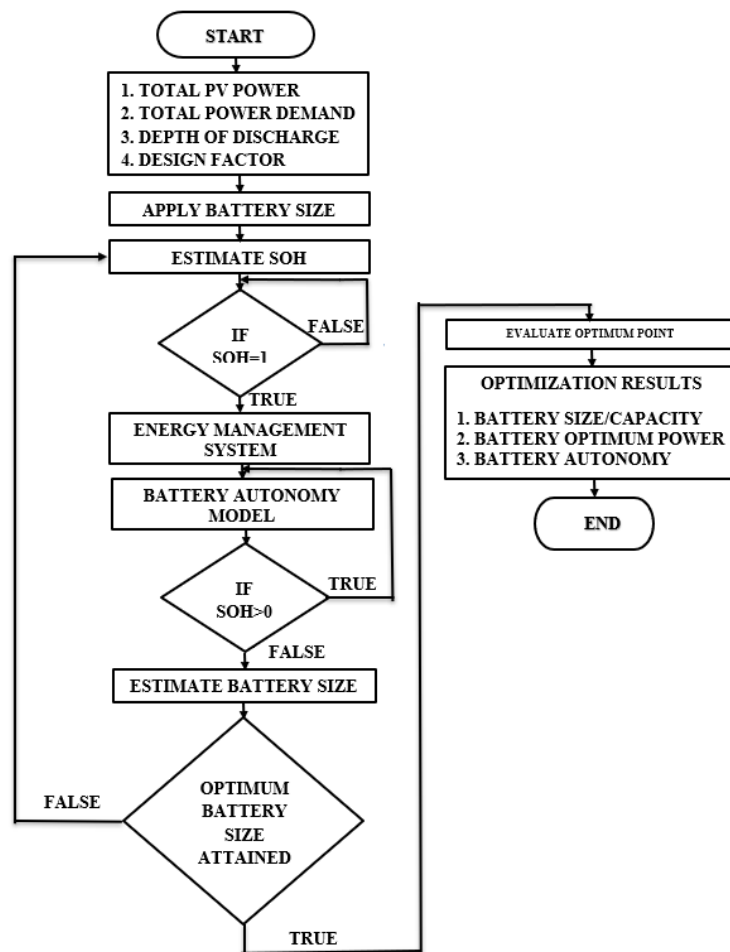 START
1. TOTAL PV POWER
2. TOTAL POWER DEMAND
3. DEPTH OF DISCHARGE
4. DESIGN FACTOR
APPLY BATTERY SIZE
ESTIMATE SOH
IF
SOH=1
FALSE
TRUE
ENERGY MANAGEMENT
SYSTEM
BATTERY AUTONOMY
MODEL
IF
SOH>0
TRUE
FALSE
ESTIMATE BATTERY SIZE
OPTIMUM
BATTERY
SIZE
ATTAINED
FALSE
TRUE
EVALUATE OPTIMUM POINT
OPTIMIZATION RESULTS
1. BATTERY SIZE/CAPACITY
2. BATTERY OPTIMUM POWER
3. BATTERY AUTONOMY
END